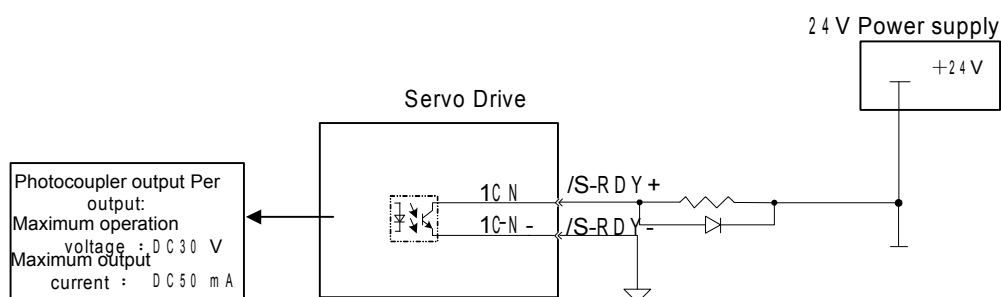 24V Power supply
+24V
Servo Drive
Photocoupler output Per
output:
Maximum operation
voltage : DC30 V
Maximum output
current : DC50 mA
1CN
/S-RDY+
1C-N -
/S-RDY-